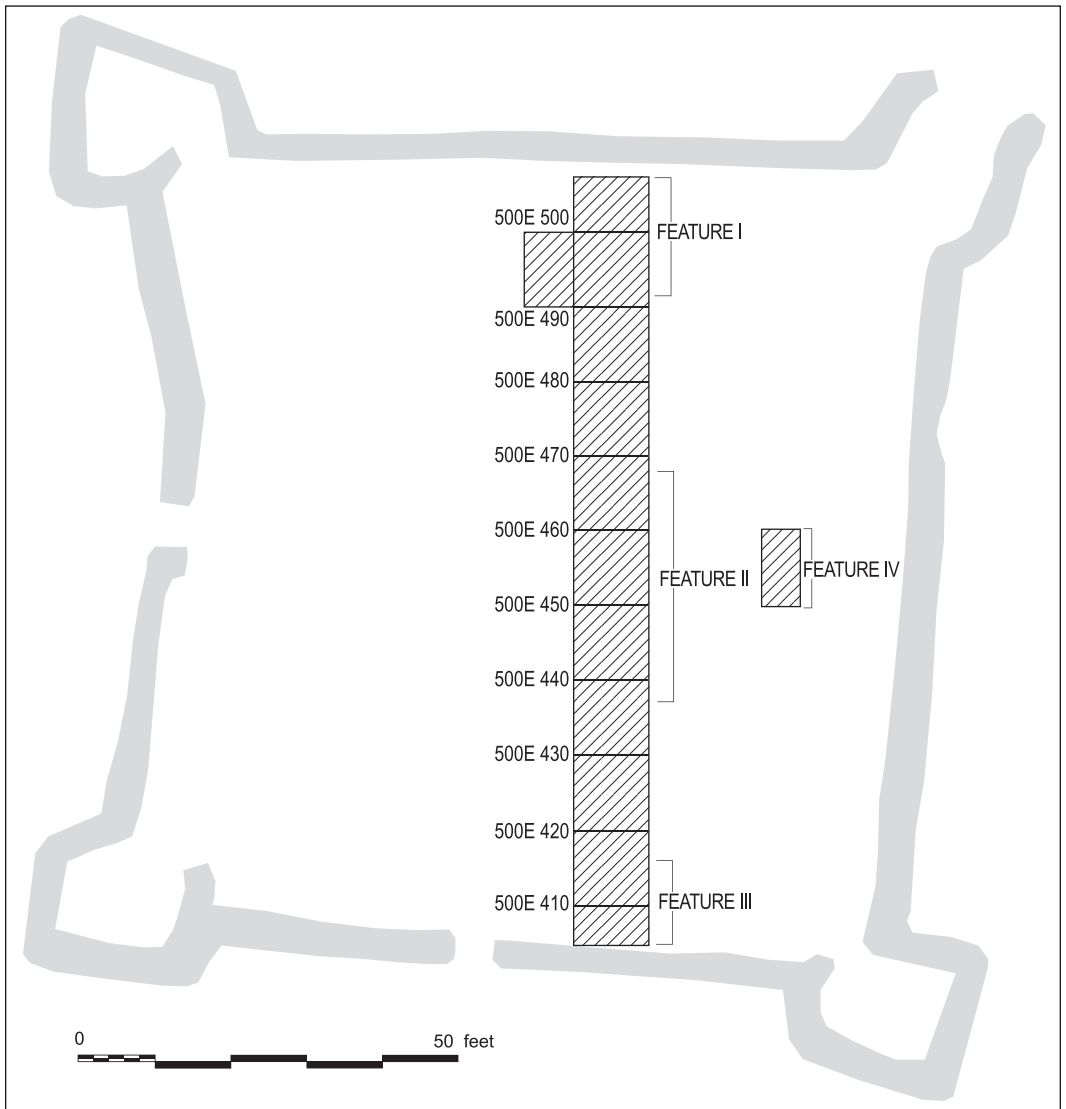 500E 500
FEATURE I
500E 490
500E 480
500E 470
500E 460
FEATURE II
FEATURE IV
500E 450
500E 440
500E 430
500E 420
500E 410
FEATURE III
0 50 feet